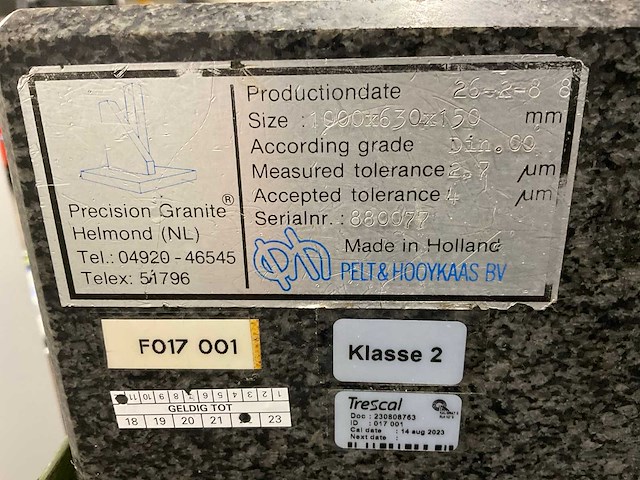 Productiondate 26-2-88
Size : 1000x630x150 mm
According grade Din.00
Measured tolerance 2,7 µm
Accepted tolerance 4 µm
Serialnr. : 880077
Made in Holland
PELT & HOOYKAAS BV
Precision Granite®
Helmond (NL)
Tel.: 04920 - 46545
Telex: 51796
F017 001
Klasse 2
11 10 9 8 7 6 5 4 3 2 1
GELDIG TOT
18 19 20 21 23
Trescal
Doc : 230808763
ID : 017 001
Cal date : 14 aug 2023
Next date :